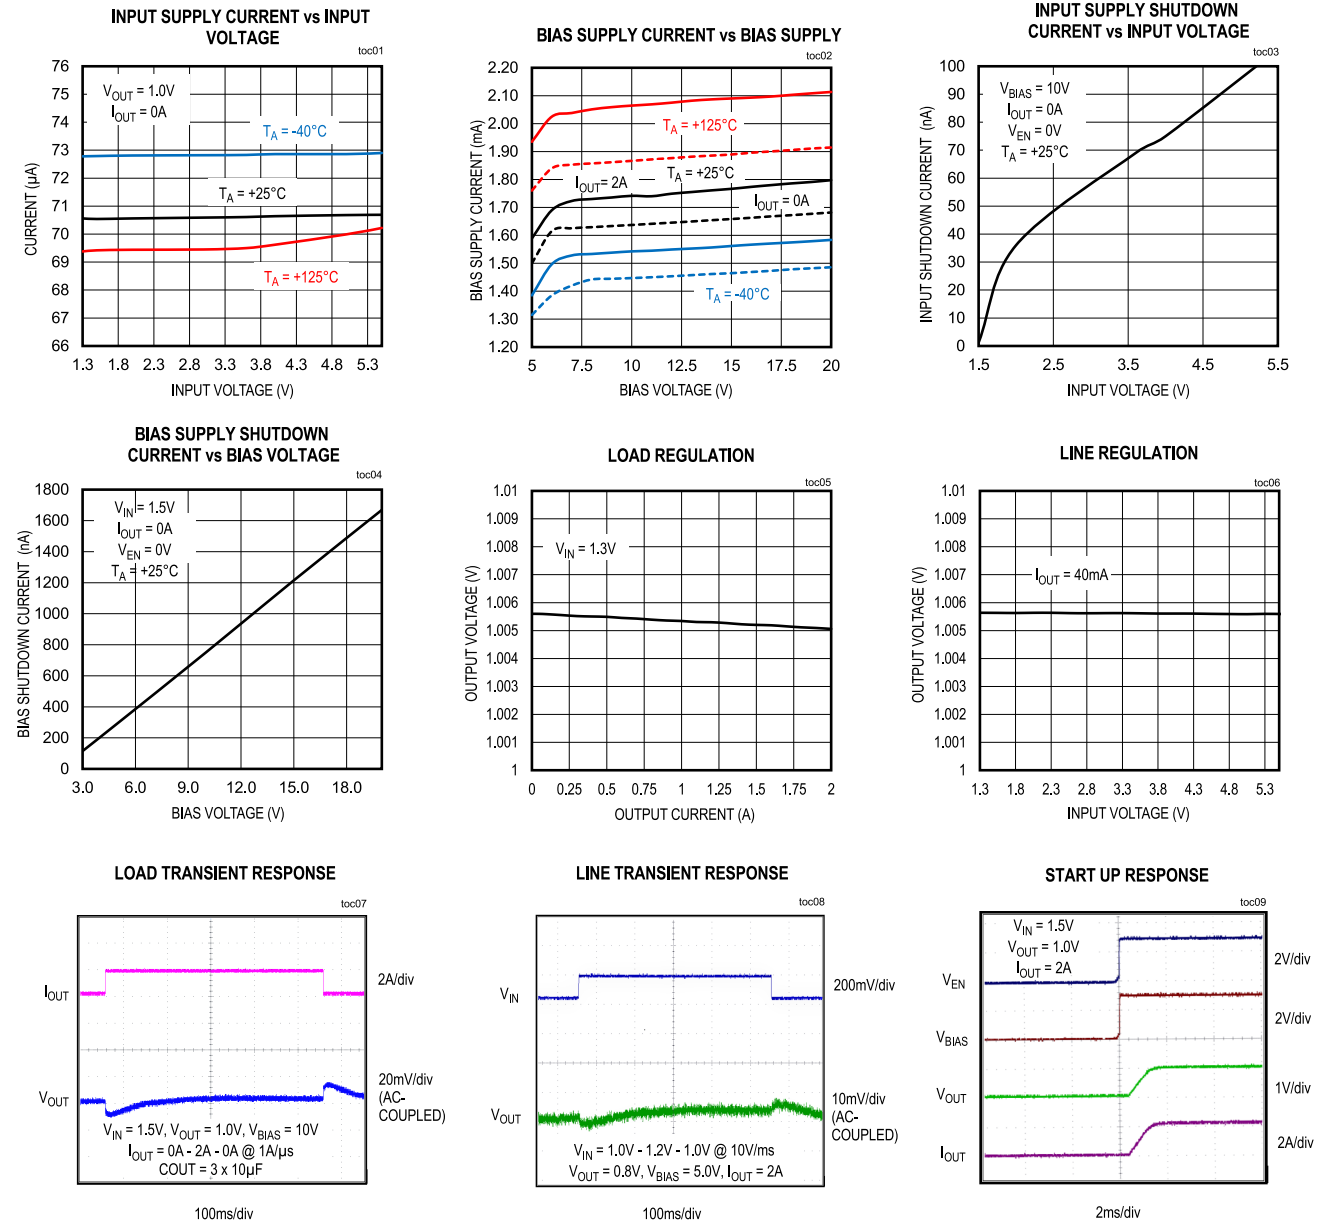 INPUT SUPPLY CURRENT vs INPUT
VOLTAGE
toc01
76
75
74
73
72
71
70
69
68
67
66
CURRENT (µA)
VOUT = 1.0V
IOUT = 0A
TA = -40°C
TA = +25°C
TA = +125°C
1.3 1.8 2.3 2.8 3.3 3.8 4.3 4.8 5.3
INPUT VOLTAGE (V)
BIAS SUPPLY CURRENT vs BIAS SUPPLY
toc02
2.20
2.10
2.00
1.90
1.80
1.70
1.60
1.50
1.40
1.30
1.20
BIAS SUPPLY CURRENT (mA)
TA = +125°C
IOUT = 2A
TA = +25°C
IOUT = 0A
TA = -40°C
5 7.5 10 12.5 15 17.5 20
BIAS VOLTAGE (V)
INPUT SUPPLY SHUTDOWN
CURRENT vs INPUT VOLTAGE
toc03
100
90
80
70
60
50
40
30
20
10
0
INPUT SHUTDOWN CURRENT (nA)
VBIAS = 10V
IOUT = 0A
VEN = 0V
TA = +25°C
1.5 2.5 3.5 4.5 5.5
INPUT VOLTAGE (V)
BIAS SUPPLY SHUTDOWN
CURRENT vs BIAS VOLTAGE
toc04
1800
1600
1400
1200
1000
800
600
400
200
0
BIAS SHUTDOWN CURRENT (nA)
VIN = 1.5V
IOUT = 0A
VEN = 0V
TA = +25°C
3.0 6.0 9.0 12.0 15.0 18.0
BIAS VOLTAGE (V)
LOAD REGULATION
toc05
1.01
1.009
1.008
1.007
1.006
1.005
1.004
1.003
1.002
1.001
1
OUTPUT VOLTAGE (V)
VIN = 1.3V
0 0.25 0.5 0.75 1 1.25 1.5 1.75 2
OUTPUT CURRENT (A)
LINE REGULATION
toc06
1.01
1.009
1.008
1.007
1.006
1.005
1.004
1.003
1.002
1.001
1
OUTPUT VOLTAGE (V)
IOUT = 40mA
1.3 1.8 2.3 2.8 3.3 3.8 4.3 4.8 5.3
INPUT VOLTAGE (V)
LOAD TRANSIENT RESPONSE
toc07
IOUT
2A/div
VOUT
20mV/div
(AC-
COUPLED)
VIN = 1.5V, VOUT = 1.0V, VBIAS = 10V
IOUT = 0A - 2A - 0A @ 1A/µs
COUT = 3 x 10µF
100ms/div
LINE TRANSIENT RESPONSE
toc08
VIN
200mV/div
VOUT
10mV/div
(AC-
COUPLED)
VIN = 1.0V - 1.2V - 1.0V @ 10V/ms
VOUT = 0.8V, VBIAS = 5.0V, IOUT = 2A
100ms/div
START UP RESPONSE
toc09
VIN = 1.5V
VOUT = 1.0V
IOUT = 2A
VEN
2V/div
VBIAS
2V/div
VOUT
1V/div
IOUT
2A/div
2ms/div